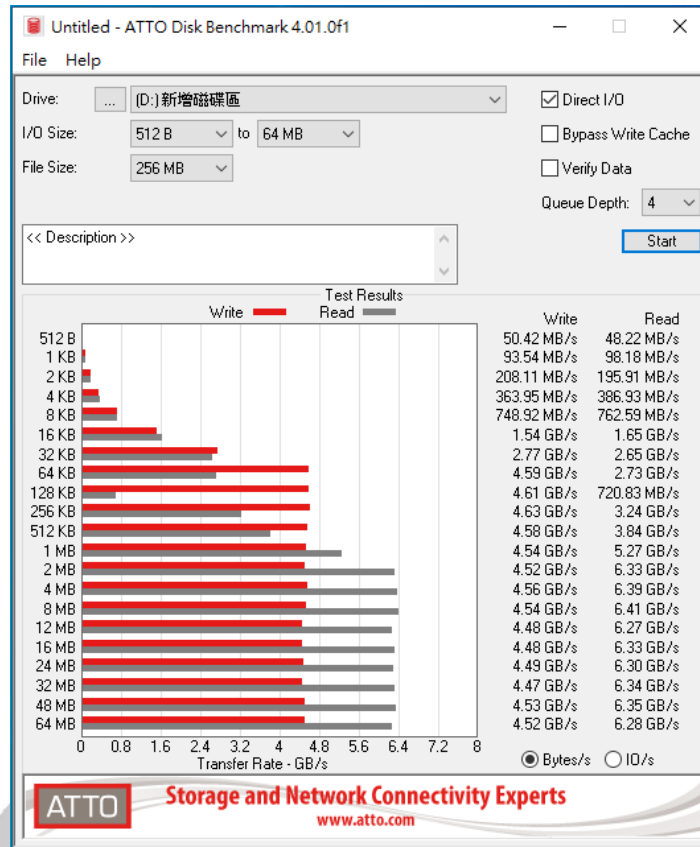 Untitled - ATTO Disk Benchmark 4.01.0f1
File Help
Drive: ... (D:)新增磁碟區 Direct I/O
I/O Size: 512 B to 64 MB Bypass Write Cache
File Size: 256 MB Verify Data
Queue Depth: 4
<< Description >> Start
Test Results
Write Read Write Read
512 B 50.42 MB/s 48.22 MB/s
1 KB 93.54 MB/s 98.18 MB/s
2 KB 208.11 MB/s 195.91 MB/s
4 KB 363.95 MB/s 386.93 MB/s
8 KB 748.92 MB/s 762.59 MB/s
16 KB 1.54 GB/s 1.65 GB/s
32 KB 2.77 GB/s 2.65 GB/s
64 KB 4.59 GB/s 2.73 GB/s
128 KB 4.61 GB/s 720.83 MB/s
256 KB 4.63 GB/s 3.24 GB/s
512 KB 4.58 GB/s 3.84 GB/s
1 MB 4.54 GB/s 5.27 GB/s
2 MB 4.52 GB/s 6.33 GB/s
4 MB 4.56 GB/s 6.39 GB/s
8 MB 4.54 GB/s 6.41 GB/s
12 MB 4.48 GB/s 6.27 GB/s
16 MB 4.48 GB/s 6.33 GB/s
24 MB 4.49 GB/s 6.30 GB/s
32 MB 4.47 GB/s 6.34 GB/s
48 MB 4.53 GB/s 6.35 GB/s
64 MB 4.52 GB/s 6.28 GB/s
0 0.8 1.6 2.4 3.2 4 4.8 5.6 6.4 7.2 8
Transfer Rate - GB/s Bytes/s IO/s
ATTO Storage and Network Connectivity Experts
www.atto.com